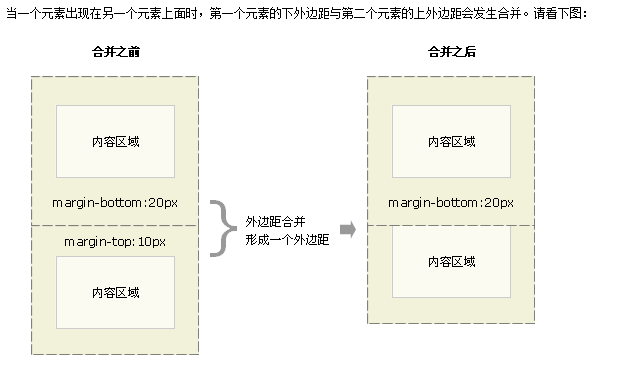 当一个元素出现在另一个元素上面时，第一个元素的下外边距与第二个元素的上外边距会发生合并。请看下图：
合并之前
合并之后
内容区域
margin-bottom:20px
margin-top:10px
内容区域
外边距合并
形成一个外边距
内容区域
margin-bottom:20px
内容区域